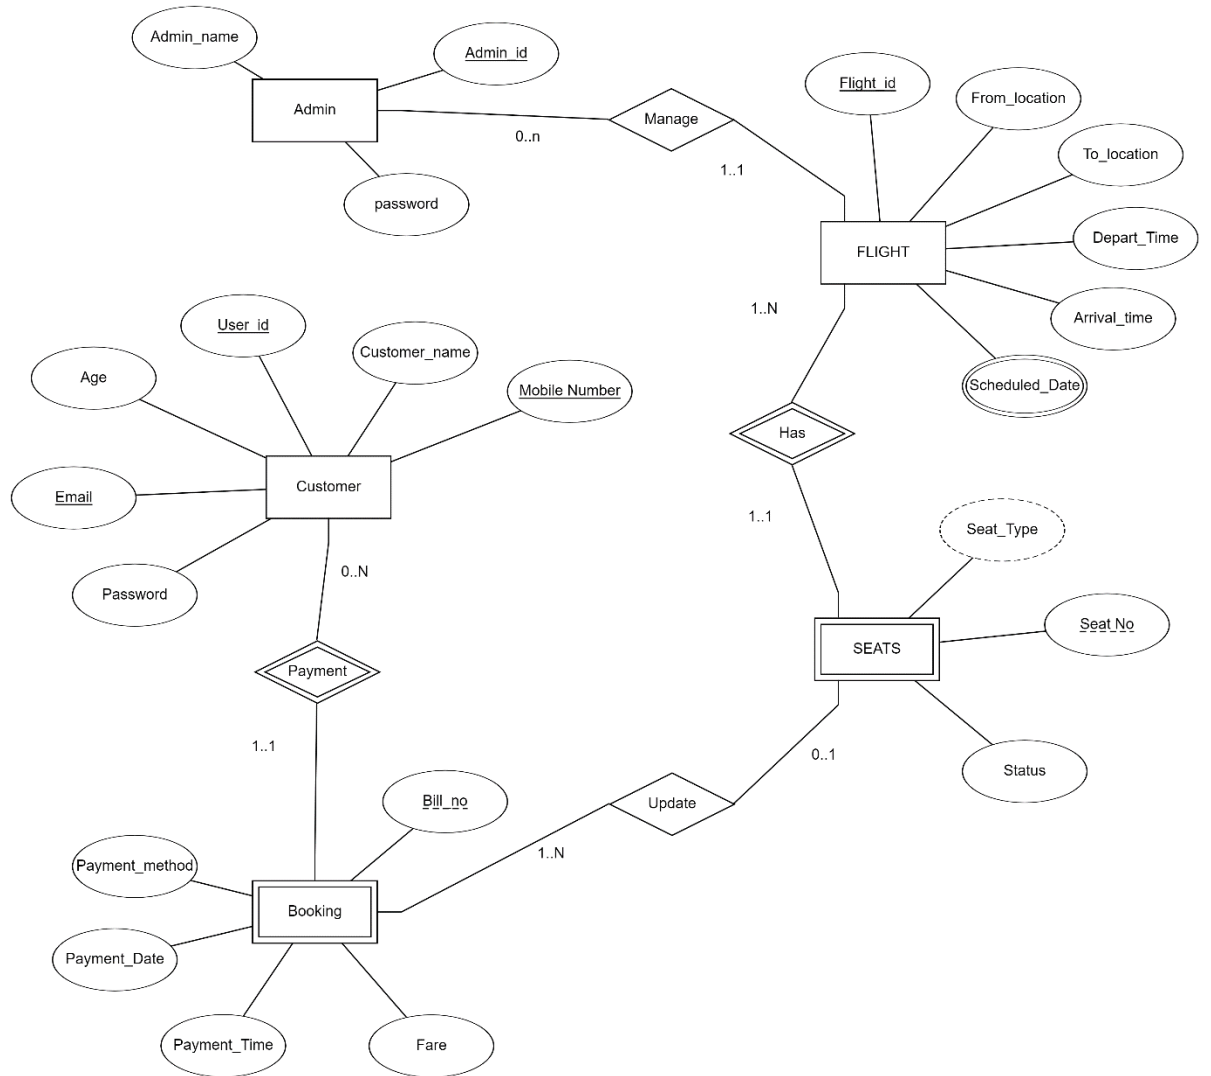 Admin_name
Admin_id
Admin
password
0..n
Manage
1..1
Flight_id
From_location
To_location
Depart_Time
Arrival_time
Scheduled_Date
FLIGHT
1..N
Has
1..1
User_id
Customer_name
Mobile Number
Age
Email
Password
Customer
0..N
Payment
1..1
Seat_Type
Seat No
Status
SEATS
0..1
Update
1..N
Bill_no
Payment_method
Payment_Date
Payment_Time
Fare
Booking